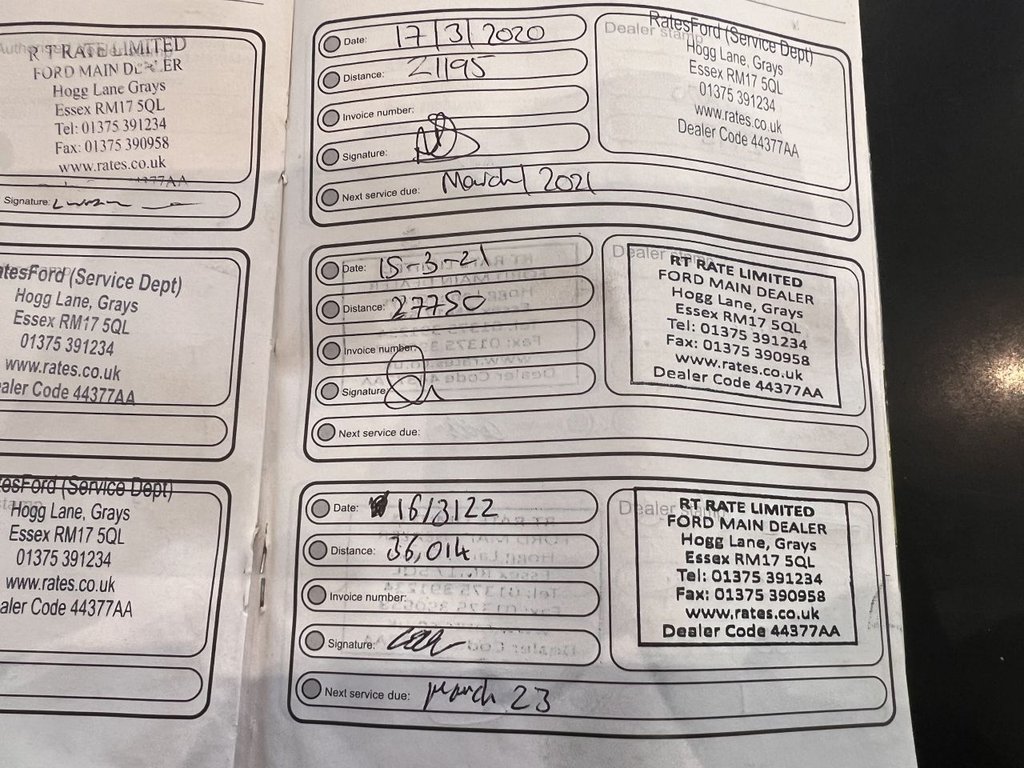 R T RATE LIMITED
FORD MAIN DEALER
Hogg Lane Grays
Essex RM17 5QL
Tel: 01375 391234
Fax: 01375 390958
www.rates.co.uk
4377AA
Signature:
atesFord (Service Dept)
Hogg Lane, Grays
Essex RM17 5QL
01375 391234
www.rates.co.uk
ealer Code 44377AA
esFord (Service Dept)
Hogg Lane, Grays
Essex RM17 5QL
01375 391234
www.rates.co.uk
aler Code 44377AA
Date: 17/3/2020
Distance: 21195
Invoice number:
Signature:
Next service due: March 2021
Dealer stamp
RatesFord (Service Dept)
Hogg Lane, Grays
Essex RM17 5QL
01375 391234
www.rates.co.uk
Dealer Code 44377AA
Date: 15-3-21
Distance: 27750
Invoice number:
Signature:
Next service due:
Dealer stamp
RT RATE LIMITED
FORD MAIN DEALER
Hogg Lane, Grays
Essex RM17 5QL
Tel: 01375 391234
Fax: 01375 390958
www.rates.co.uk
Dealer Code 44377AA
Date: 16/3/22
Distance: 36,014
Invoice number:
Signature:
Next service due: March 23
Dealer stamp
RT RATE LIMITED
FORD MAIN DEALER
Hogg Lane, Grays
Essex RM17 5QL
Tel: 01375 391234
Fax: 01375 390958
www.rates.co.uk
Dealer Code 44377AA